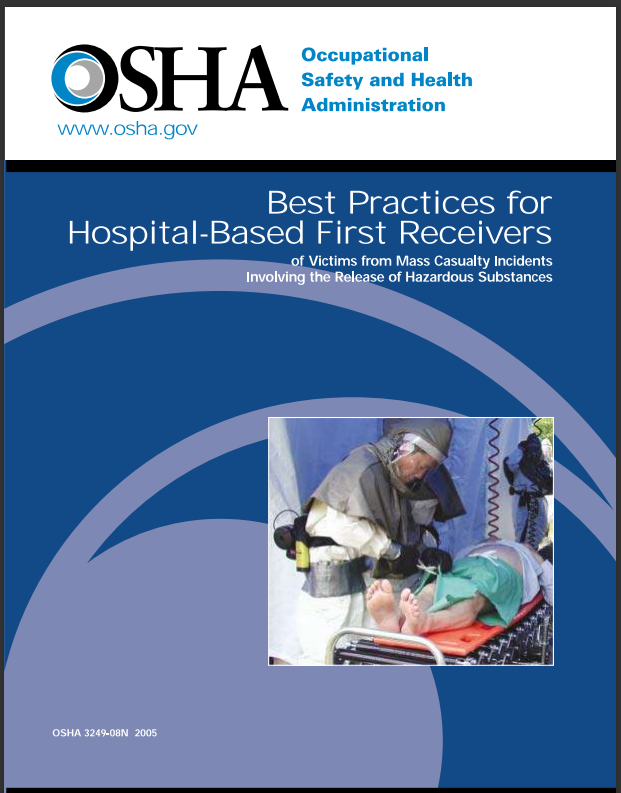 OSHA
Occupational
Safety and Health
Administration
www.osha.gov
Best Practices for
Hospital-Based First Receivers
of Victims from Mass Casualty Incidents
Involving the Release of Hazardous Substances
OSHA 3249-08N 2005